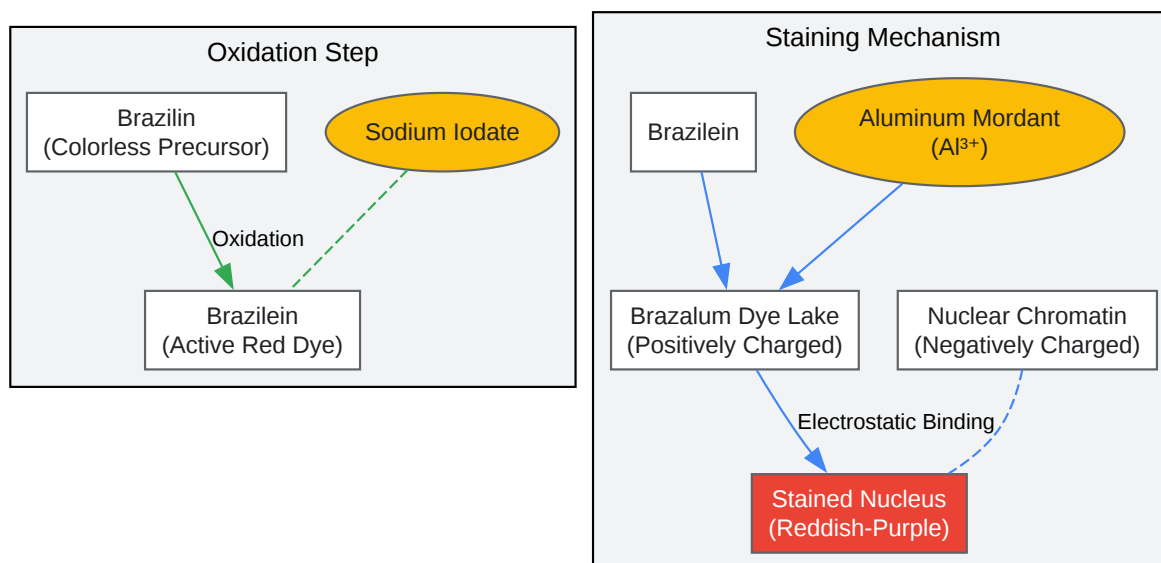 Oxidation Step
Brazilin
(Colorless Precursor)
Sodium Iodate
Oxidation
Brazilein
(Active Red Dye)
Staining Mechanism
Brazilein
Aluminum Mordant
(Al³⁺)
Brazalum Dye Lake
(Positively Charged)
Nuclear Chromatin
(Negatively Charged)
Electrostatic Binding
Stained Nucleus
(Reddish-Purple)